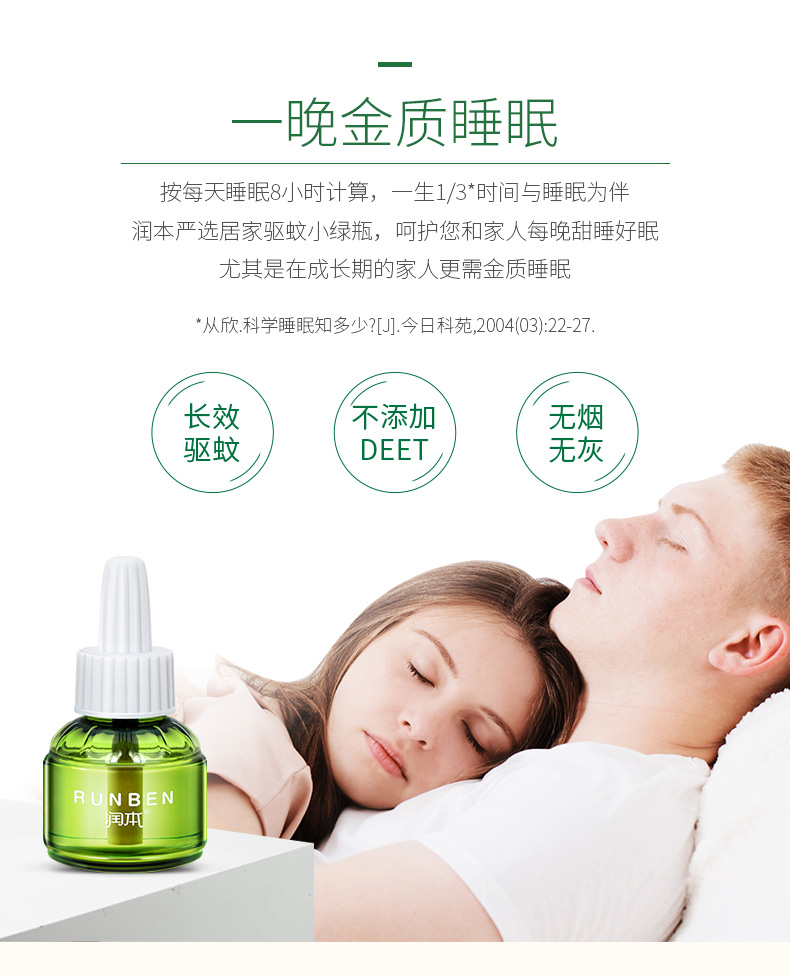 一晚金质睡眠
按每天睡眠8小时计算，一生1/3*时间与睡眠为伴
润本严选居家驱蚊小绿瓶，呵护您和家人每晚甜睡好眠
尤其是在成长期的家人更需金质睡眠
*从欣.科学睡眠知多少?[J].今日科苑,2004(03):22-27.
长效
驱蚊
不添加
DEET
无烟
无灰
RUNBEN
润本